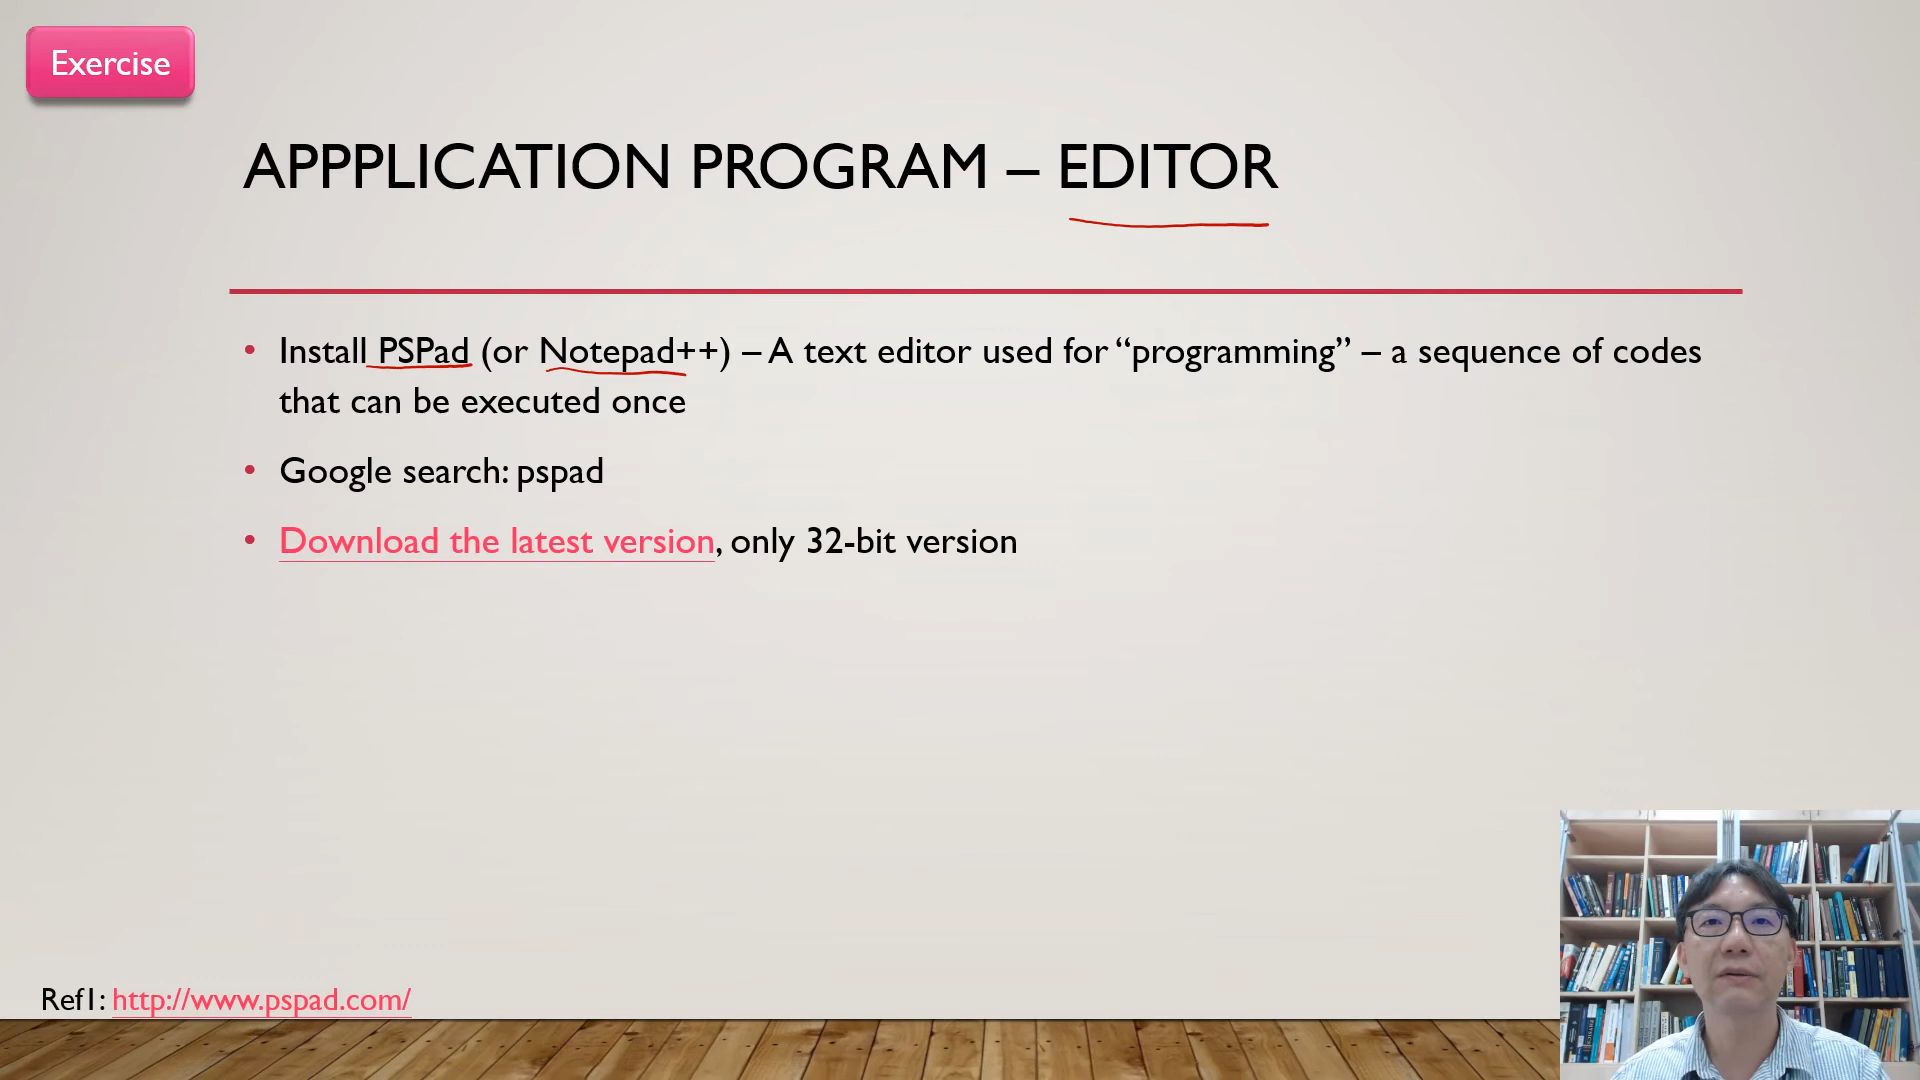 Exercise
APPPLICATION PROGRAM – EDITOR
• Install PSPad (or Notepad++) – A text editor used for “programming” – a sequence of codes
that can be executed once
• Google search: pspad
• Download the latest version, only 32-bit version
Ref1: http://www.pspad.com/